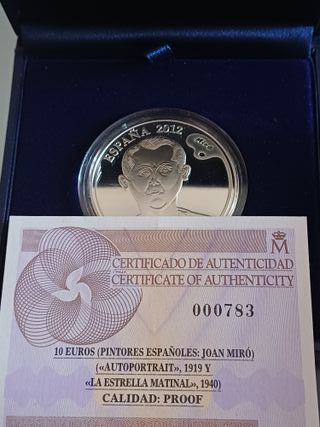 ESPAÑA 2012
CERTIFICADO DE AUTENTICIDAD
CERTIFICATE OF AUTHENTICITY
000783
10 EUROS (PINTORES ESPAÑOLES: JOAN MIRÓ)
(«AUTOPORTRAIT», 1919 Y
«LA ESTRELLA MATINAL», 1940)
CALIDAD: PROOF